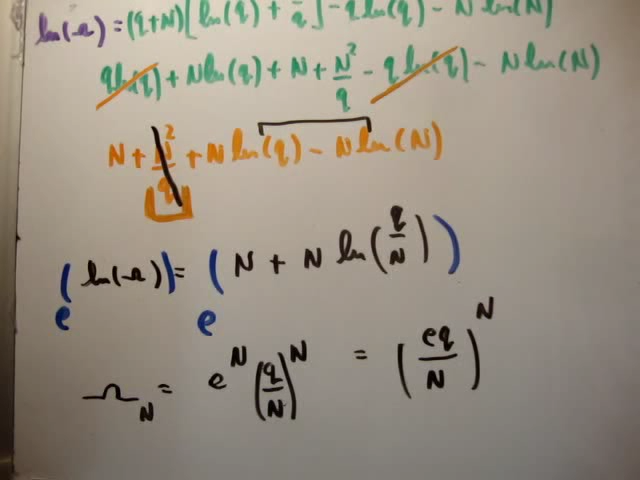 ln(Ω) = (q+N)[ln(q) + N/q] - q ln(q) - N ln(N)
q ln(q) + N ln(q) + N + N²/q - q ln(q) - N ln(N)
N + N²/q + N ln(q) - N ln(N)
e^(ln(Ω)) = e^(N + N ln(q/N))
Ω_N = e^N (q/N)^N = (eq/N)^N